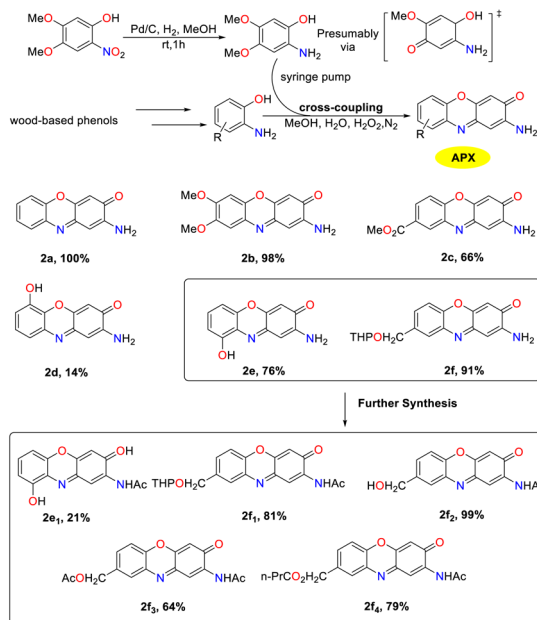 MeO
OH
MeO
NO₂
Pd/C, H₂, MeOH
rt,1h
MeO
OH
MeO
NH₂
Presumably
via
MeO
OH
O
NH₂
‡
syringe pump
wood-based phenols
OH
NH₂
R
cross-coupling
MeOH, H₂O, H₂O₂,N₂
O
O
N
NH₂
R
APX
O
O
N
NH₂
2a, 100%
MeO
O
O
MeO
N
NH₂
2b, 98%
O
O
MeO₂C
N
NH₂
2c, 66%
OH
O
O
N
NH₂
2d, 14%
O
O
N
NH₂
OH
2e, 76%
O
O
THPOH₂C
N
NH₂
2f, 91%
Further Synthesis
O
OH
N
NHAc
OH
2e₁, 21%
O
O
THPOH₂C
N
NHAc
2f₁, 81%
O
O
HOH₂C
N
2f₂, 99%
O
O
AcOH₂C
N
NHAc
2f₃, 64%
O
O
n-PrCO₂H₂C
N
NHAc
2f₄, 79%